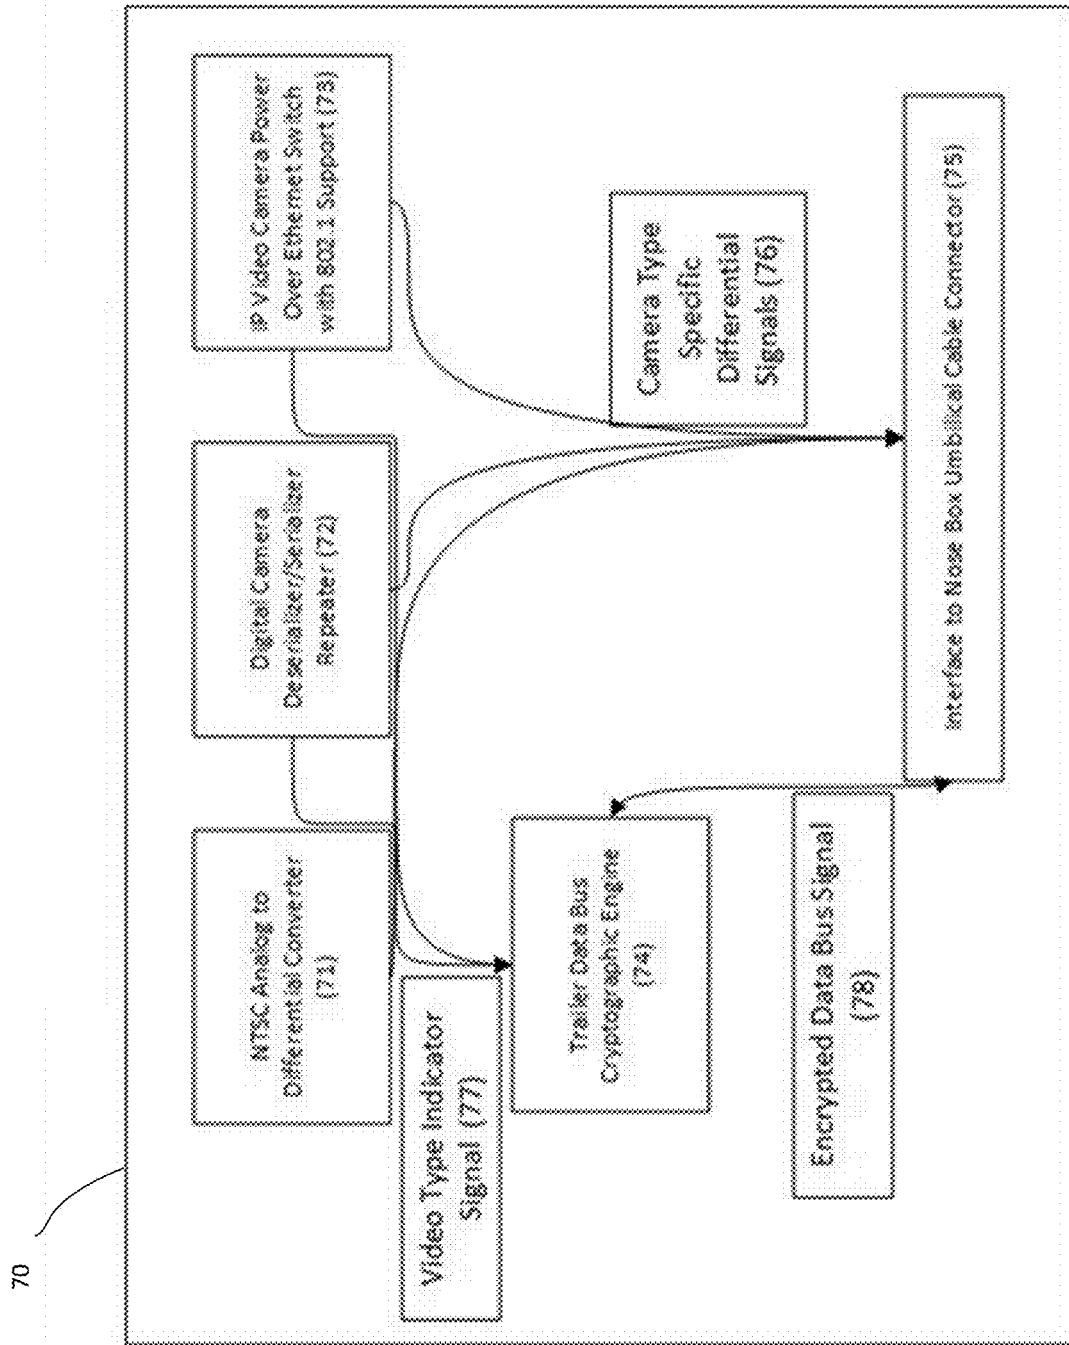 70
NTSC Analog to
Differential Converter
(71)
Digital Camera
Deserializer/Serializer
Repeater (72)
IP Video Camera Power
Over Ethernet Switch
with 802 1 Support (73)
Video Type Indicator
Signal (77)
Trailer Data Bus
Cryptographic Engine
(74)
Camera Type
Specific
Differential
Signals (76)
Encrypted Data Bus Signal
(78)
Interface to Nose Box Umbilical Cable Connector (75)